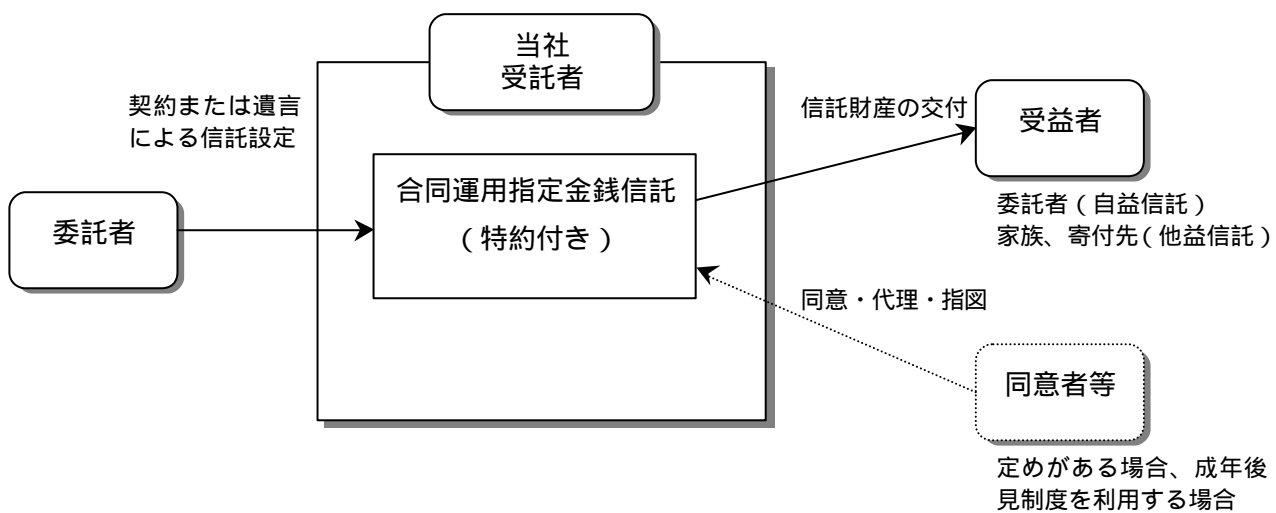 当社
受託者
契約または遺言
による信託設定
信託財産の交付
受益者
合同運用指定金銭信託
（特約付き）
委託者
委託者（自益信託）
家族、寄付先（他益信託）
同意・代理・指図
同意者等
定めがある場合、成年後
見制度を利用する場合